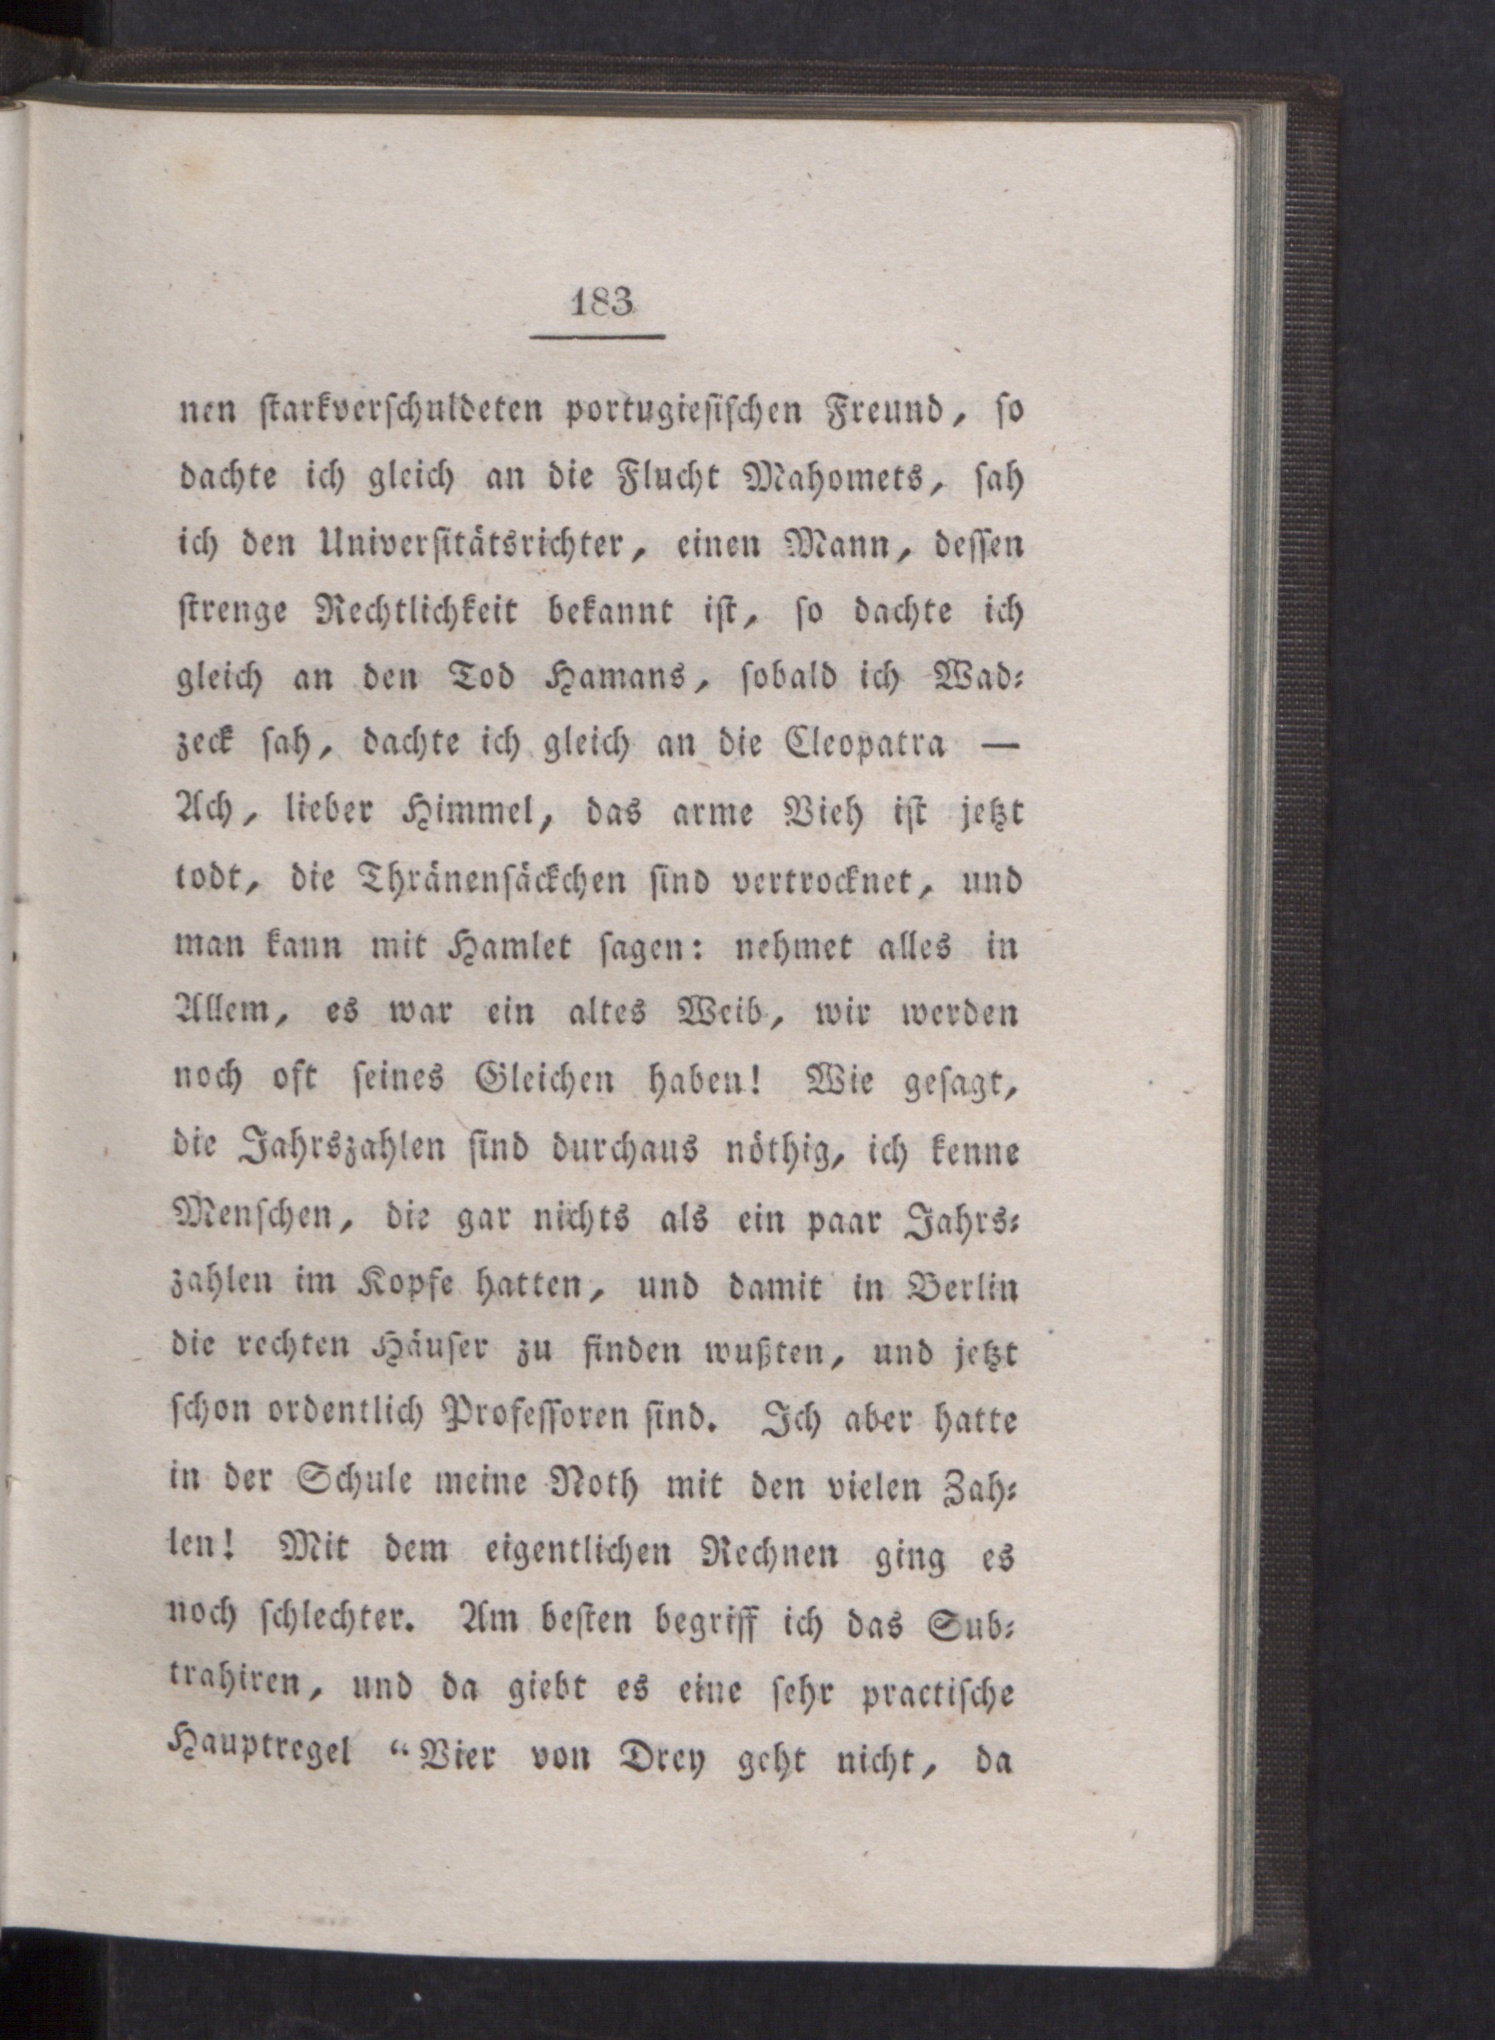 183
nen starkverschuldeten portugiesischen Freund, so
dachte ich gleich an die Flucht Mahomets, sah
ich den Universitätsrichter, einen Mann, dessen
strenge Rechtlichkeit bekannt ist, so dachte ich
gleich an den Tod Hamans, sobald ich Wad-
zeck sah, dachte ich gleich an die Cleopatra —
Ach, lieber Himmel, das arme Vieh ist jetzt
todt, die Thränensäckchen sind vertrocknet, und
man kann mit Hamlet sagen: nehmet alles in
Allem, es war ein altes Weib, wir werden
noch oft seines Gleichen haben! Wie gesagt,
die Jahrszahlen sind durchaus nöthig, ich kenne
Menschen, die gar nichts als ein paar Jahrs-
zahlen im Kopfe hatten, und damit in Berlin
die rechten Häuser zu finden wußten, und jetzt
schon ordentlich Professoren sind. Ich aber hatte
in der Schule meine Noth mit den vielen Zah-
len! Mit dem eigentlichen Rechnen ging es
noch schlechter. Am besten begriff ich das Sub-
trahiren, und da giebt es eine sehr practische
Hauptregel “Vier von Drey geht nicht, da